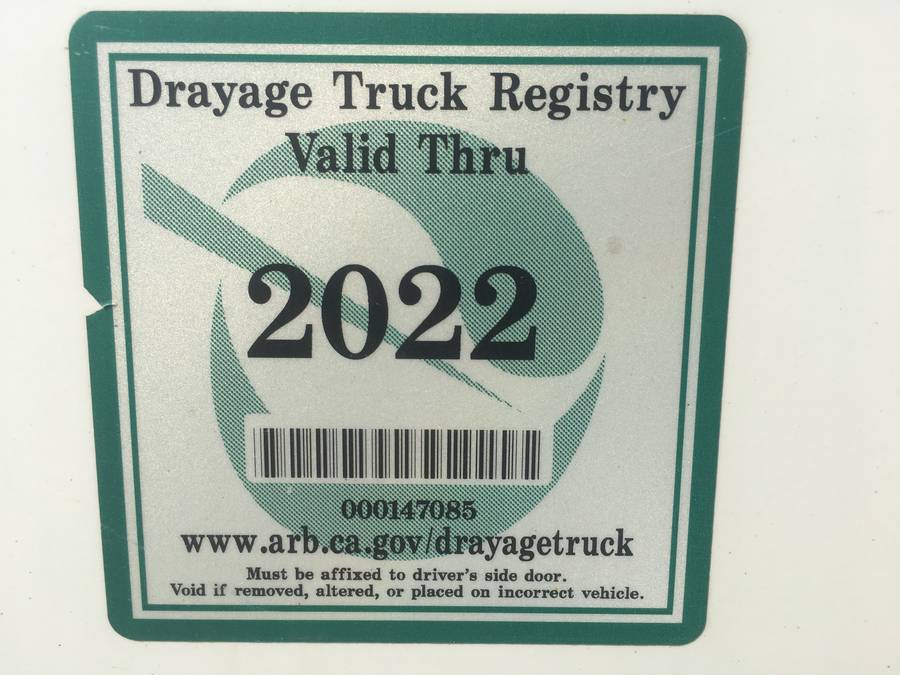 Drayage Truck Registry
Valid Thru
2022
000147085
www.arb.ca.gov/drayagetruck
Must be affixed to driver's side door.
Void if removed, altered, or placed on incorrect vehicle.